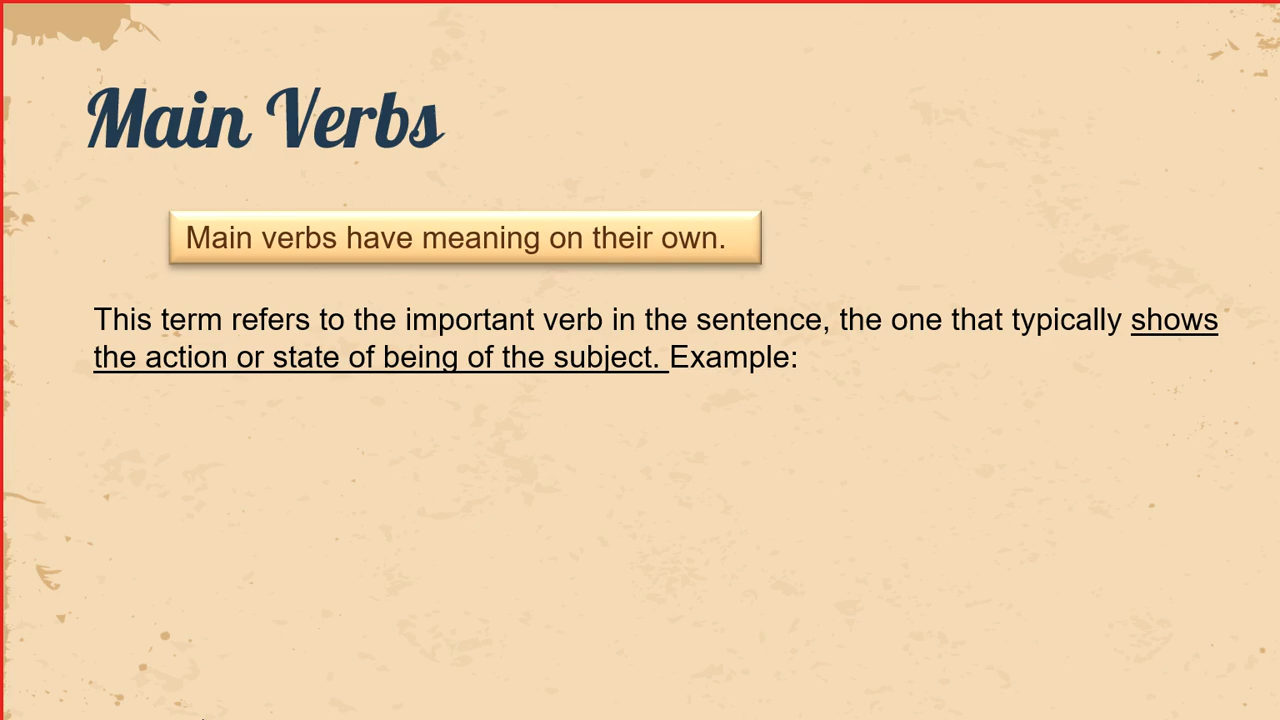 Main Verbs
Main verbs have meaning on their own.
This term refers to the important verb in the sentence, the one that typically shows
the action or state of being of the subject. Example: